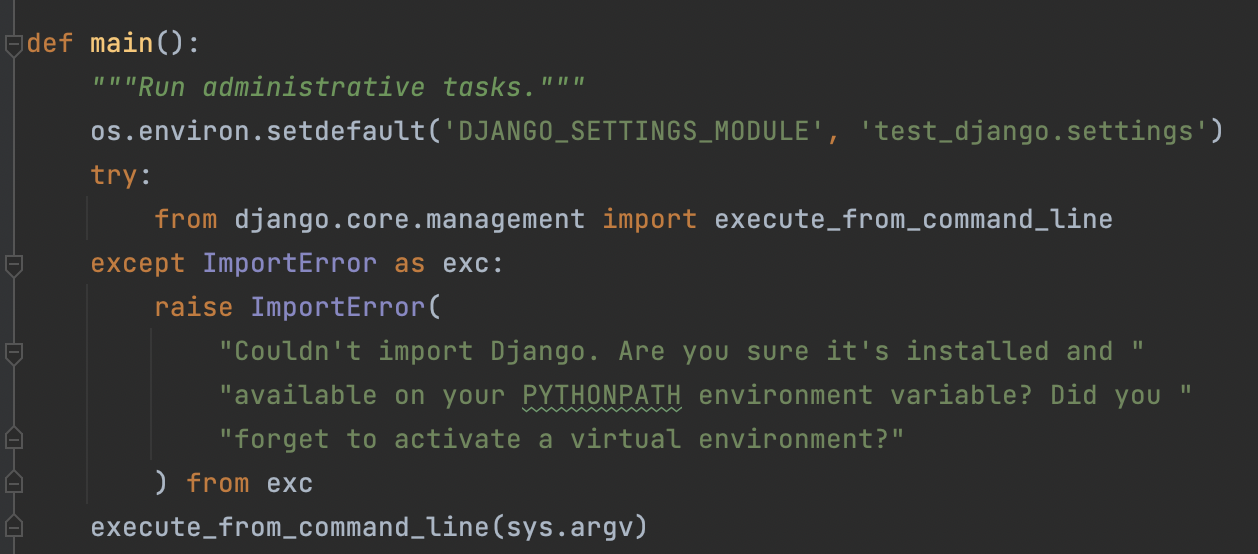 def main():
    """Run administrative tasks."""
    os.environ.setdefault('DJANGO_SETTINGS_MODULE', 'test_django.settings')
    try:
        from django.core.management import execute_from_command_line
    except ImportError as exc:
        raise ImportError(
            "Couldn't import Django. Are you sure it's installed and "
            "available on your PYTHONPATH environment variable? Did you "
            "forget to activate a virtual environment?"
        ) from exc
    execute_from_command_line(sys.argv)